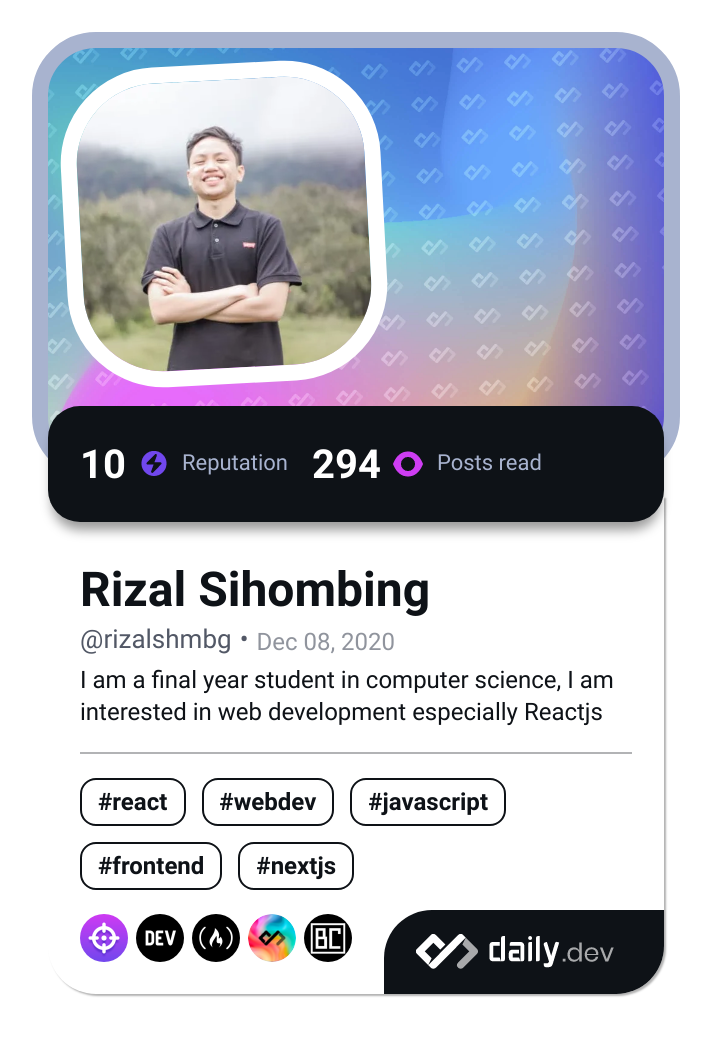 10 Reputation 294 Posts read
Rizal Sihombing
@rizalshmbg • Dec 08, 2020
I am a final year student in computer science, I am
interested in web development especially Reactjs
#react #webdev #javascript
#frontend #nextjs
DEV BC
daily.dev